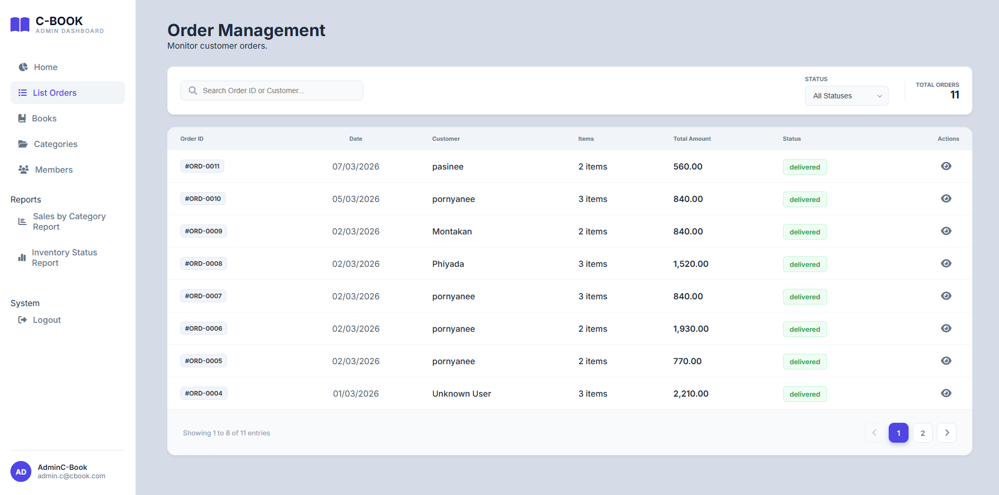 C-BOOK
ADMIN DASHBOARD
Home
List Orders
Books
Categories
Members
Reports
Sales by Category
Report
Inventory Status
Report
System
Logout
AD
AdminC-Book
admin.c@cbook.com
Order Management
Monitor customer orders.
Search Order ID or Customer...
STATUS
All Statuses
TOTAL ORDERS
11
Order ID Date Customer Items Total Amount Status Actions
#ORD-0011 07/03/2026 pasinee 2 items 560.00 delivered
#ORD-0010 05/03/2026 pornyanee 3 items 840.00 delivered
#ORD-0009 02/03/2026 Montakan 2 items 840.00 delivered
#ORD-0008 02/03/2026 Phiyada 3 items 1,520.00 delivered
#ORD-0007 02/03/2026 pornyanee 3 items 840.00 delivered
#ORD-0006 02/03/2026 pornyanee 2 items 1,930.00 delivered
#ORD-0005 02/03/2026 pornyanee 2 items 770.00 delivered
#ORD-0004 01/03/2026 Unknown User 3 items 2,210.00 delivered
Showing 1 to 8 of 11 entries
1 2